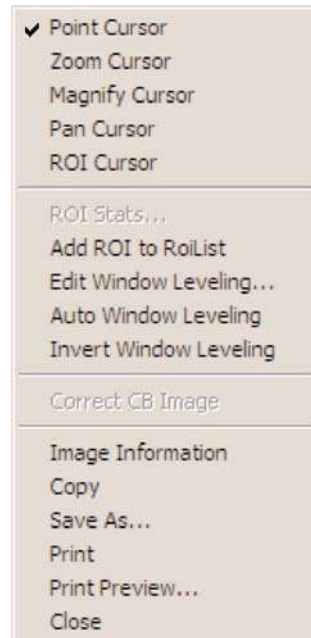 Point Cursor
Zoom Cursor
Magnify Cursor
Pan Cursor
ROI Cursor
ROI Stats...
Add ROI to RoiList
Edit Window Leveling...
Auto Window Leveling
Invert Window Leveling
Correct CB Image
Image Information
Copy
Save As...
Print
Print Preview...
Close